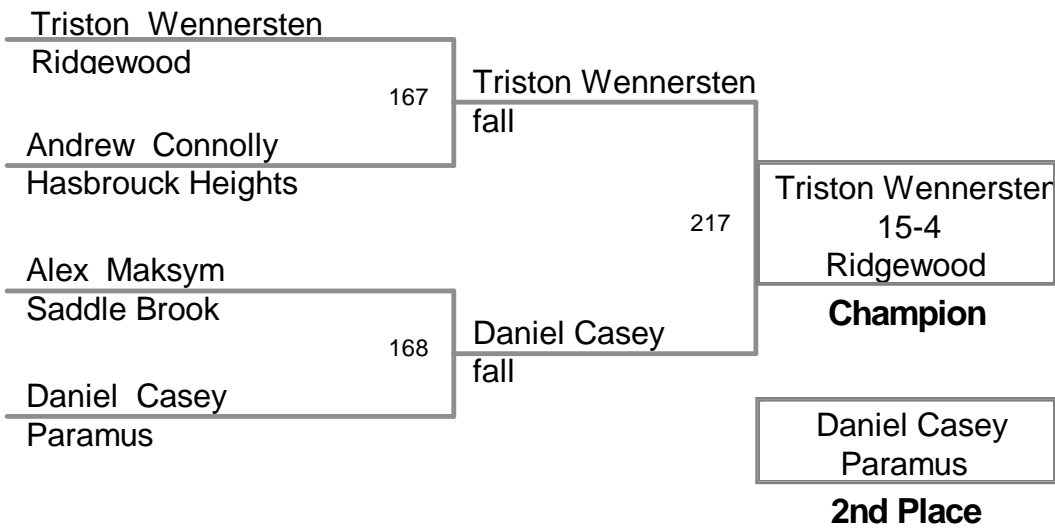 Triston Wennersten
Ridgewood
167
Andrew Connolly
Hasbrouck Heights
Triston Wennersten
fall
Alex Maksym
Saddle Brook
168
Daniel Casey
Paramus
Daniel Casey
fall
217
Triston Wennersten
15-4
Ridgewood
Champion
Daniel Casey
Paramus
2nd Place